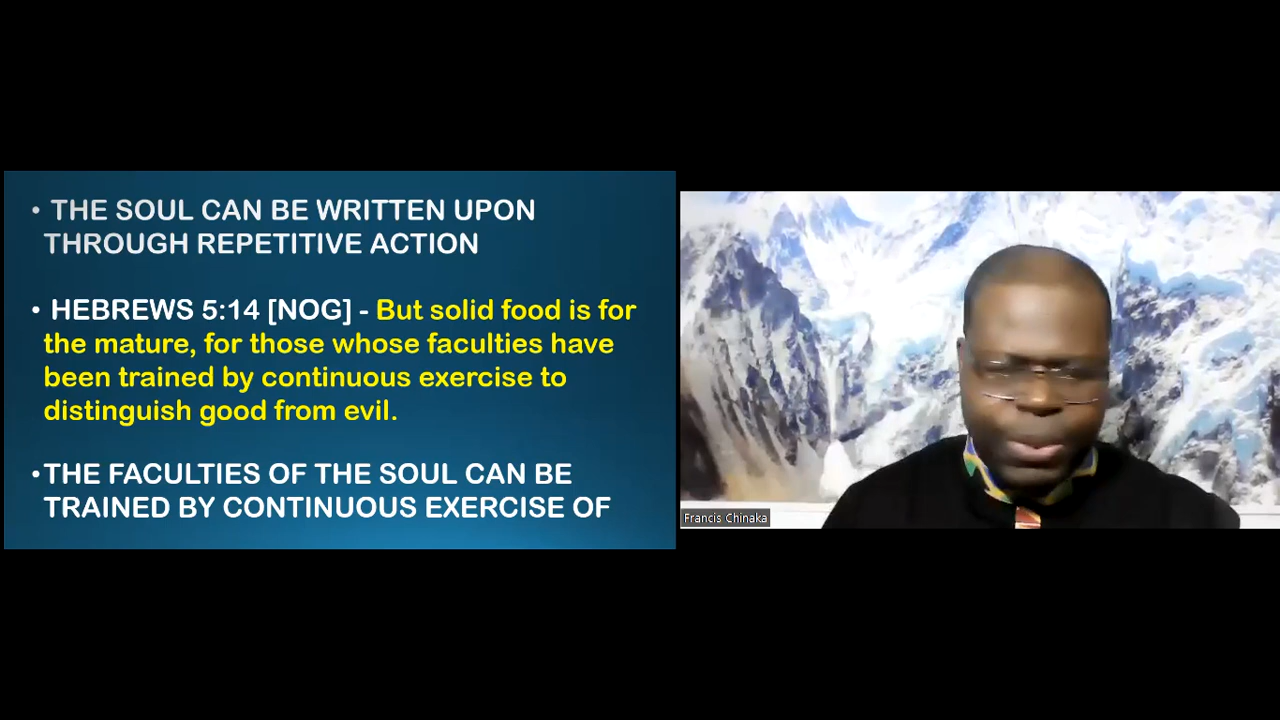 • THE SOUL CAN BE WRITTEN UPON
THROUGH REPETITIVE ACTION
• HEBREWS 5:14 [NOG] - But solid food is for
the mature, for those whose faculties have
been trained by continuous exercise to
distinguish good from evil.
•THE FACULTIES OF THE SOUL CAN BE
TRAINED BY CONTINUOUS EXERCISE OF
Francis Chinaka